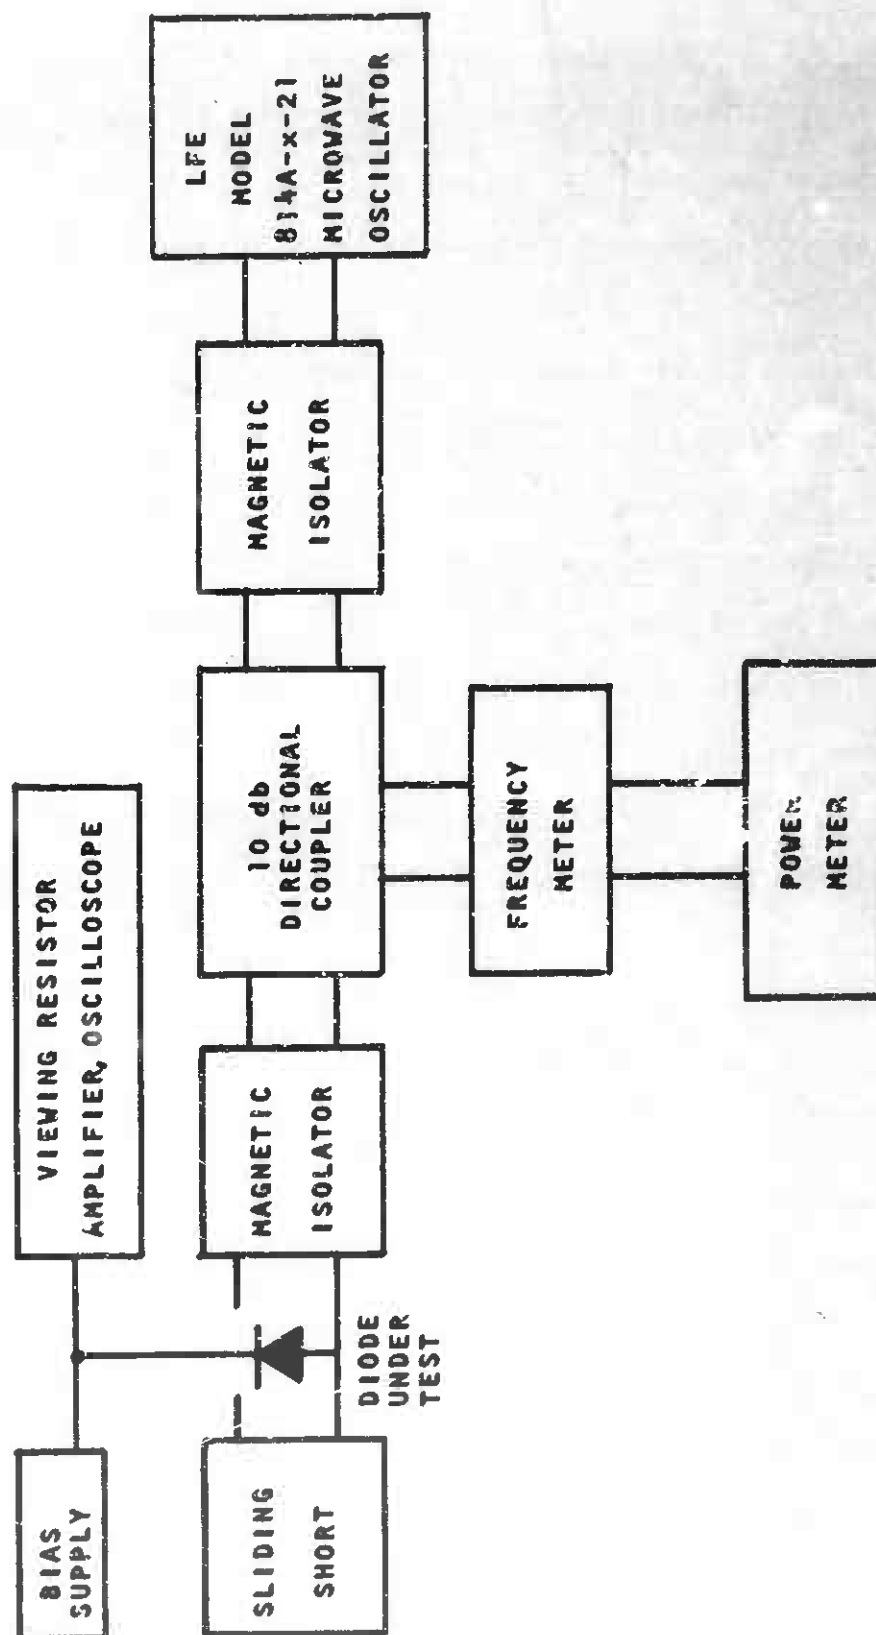 BIAS
SUPPLY
VIEWING RESISTOR
AMPLIFIER, OSCILLOSCOPE
SLIDING
SHORT
DIODE
UNDER
TEST
MAGNETIC
ISOLATOR
10 db
DIRECTIONAL
COUPLER
MAGNETIC
ISOLATOR
LFE
MODEL
814A-x-21
MICROWAVE
OSCILLATOR
FREQUENCY
METER
POWER
METER